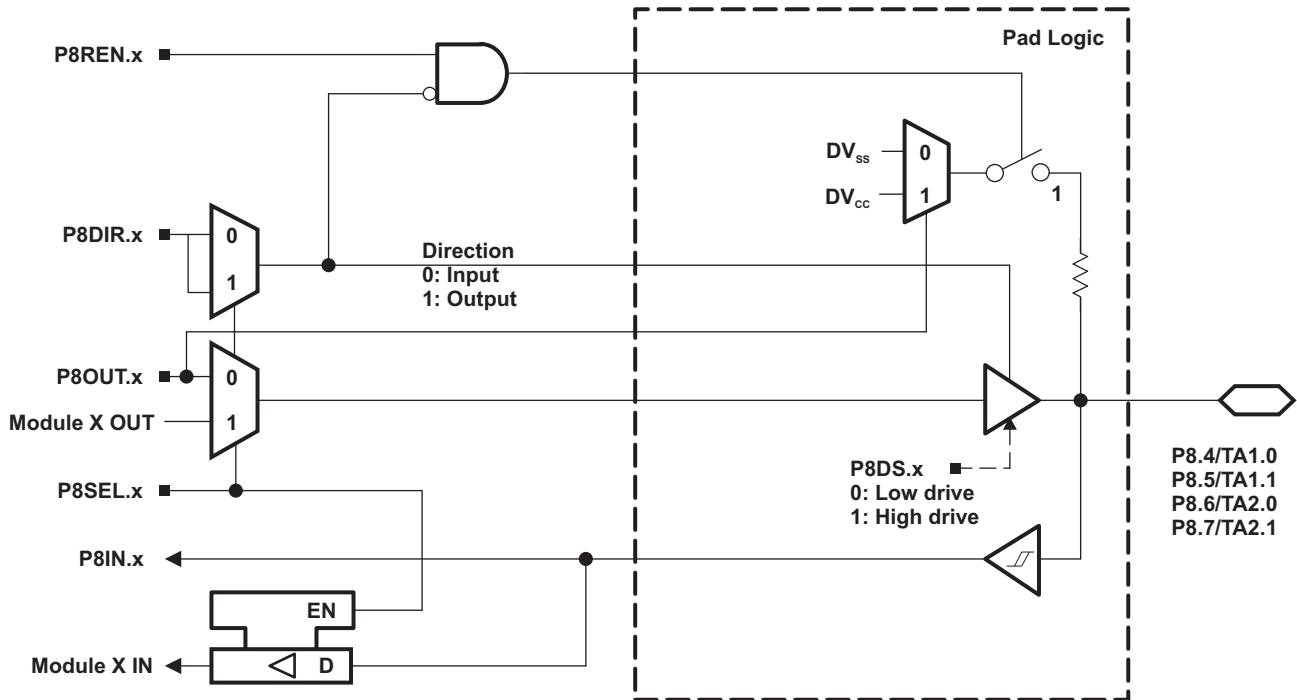 Pad Logic
P8REN.x
DVss
0
DVcc
1
1
P8DIR.x
0
1
Direction
0: Input
1: Output
P8OUT.x
0
Module X OUT
1
P8DS.x
0: Low drive
1: High drive
P8.4/TA1.0
P8.5/TA1.1
P8.6/TA2.0
P8.7/TA2.1
P8SEL.x
P8IN.x
EN
Module X IN
D